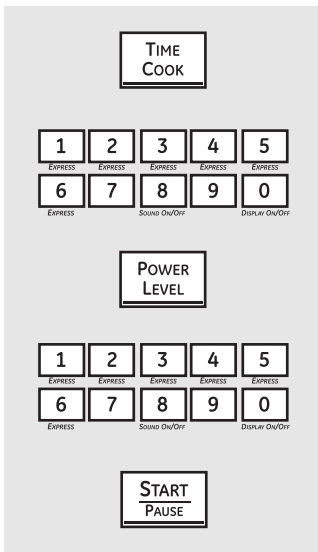 TIME
COOK
1 2 3 4 5
EXPRESS EXPRESS EXPRESS EXPRESS EXPRESS
6 7 8 9 0
EXPRESS SOUND ON/OFF DISPLAY ON/OFF
POWER
LEVEL
1 2 3 4 5
EXPRESS EXPRESS EXPRESS EXPRESS EXPRESS
6 7 8 9 0
EXPRESS SOUND ON/OFF DISPLAY ON/OFF
START
PAUSE